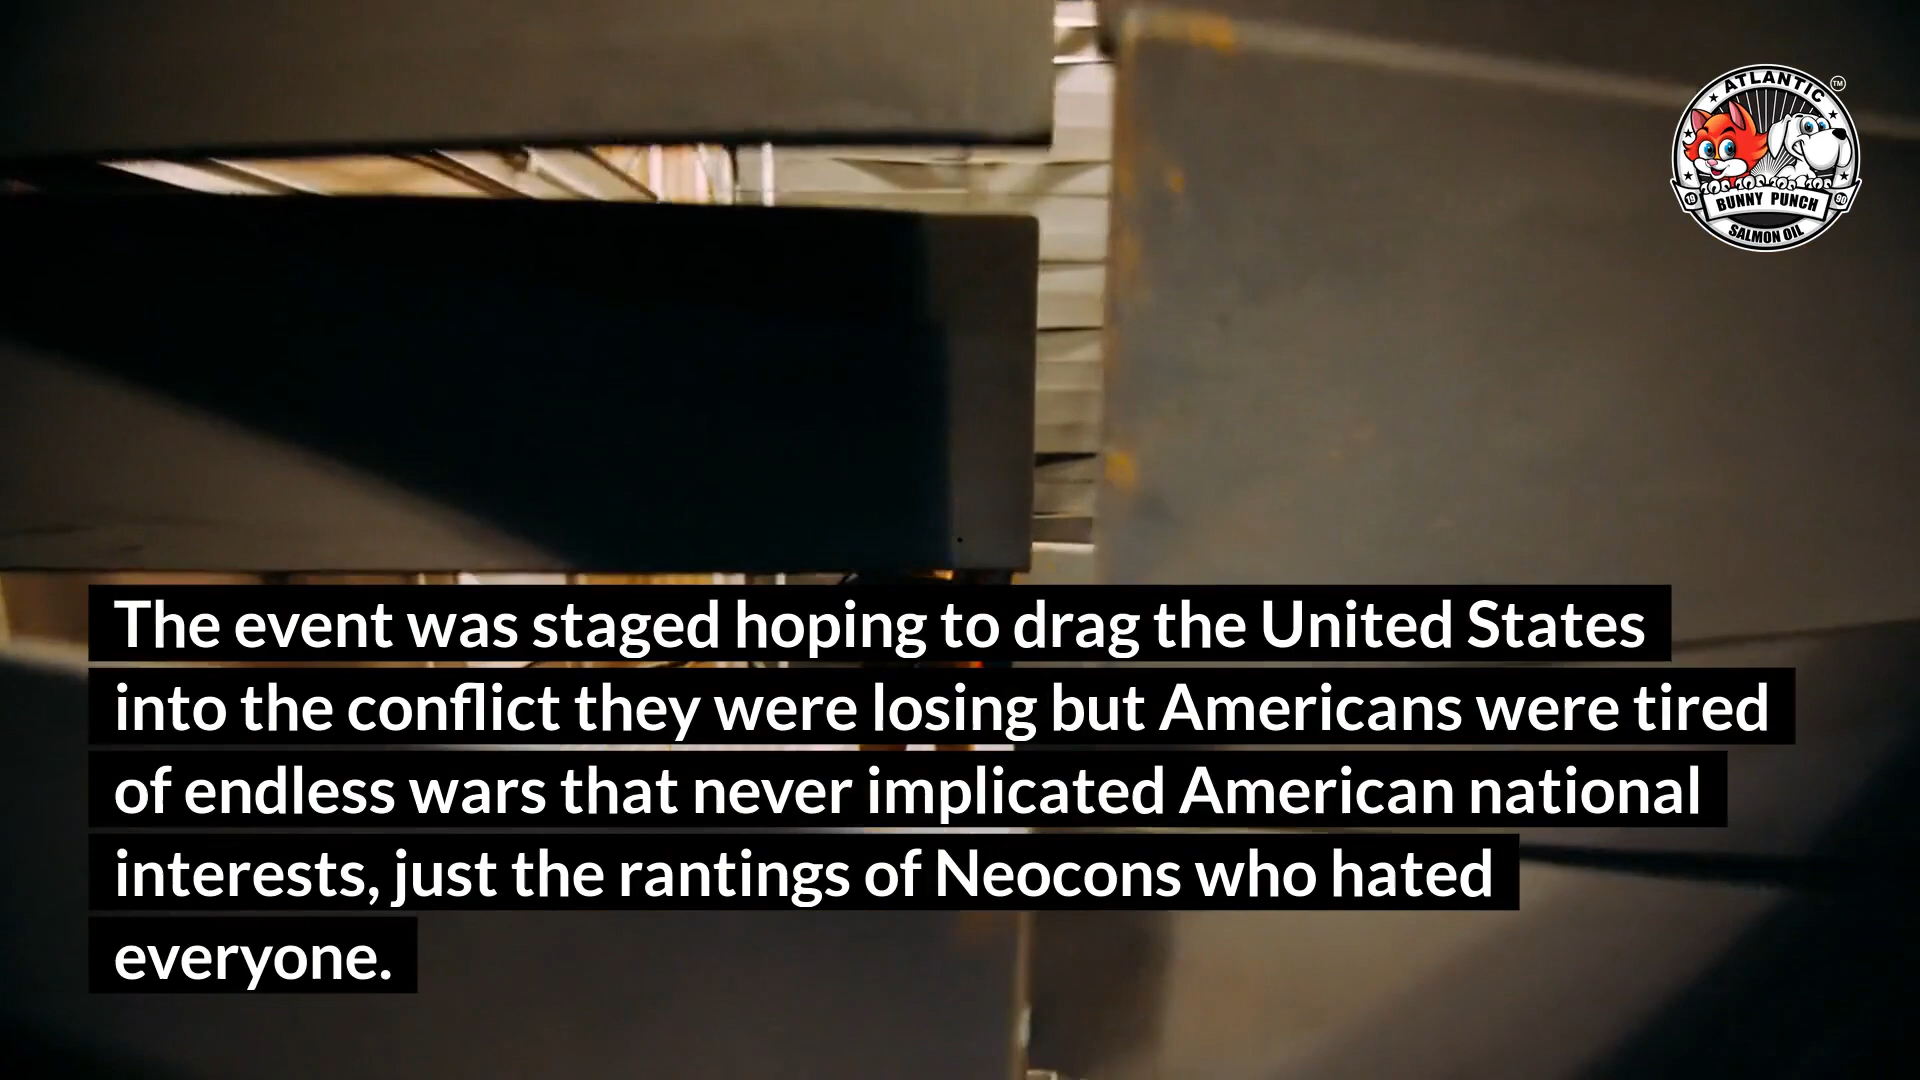 ATLANTIC
TM
19 BUNNY PUNCH 90
SALMON OIL
The event was staged hoping to drag the United States
into the conflict they were losing but Americans were tired
of endless wars that never implicated American national
interests, just the rantings of Neocons who hated
everyone.